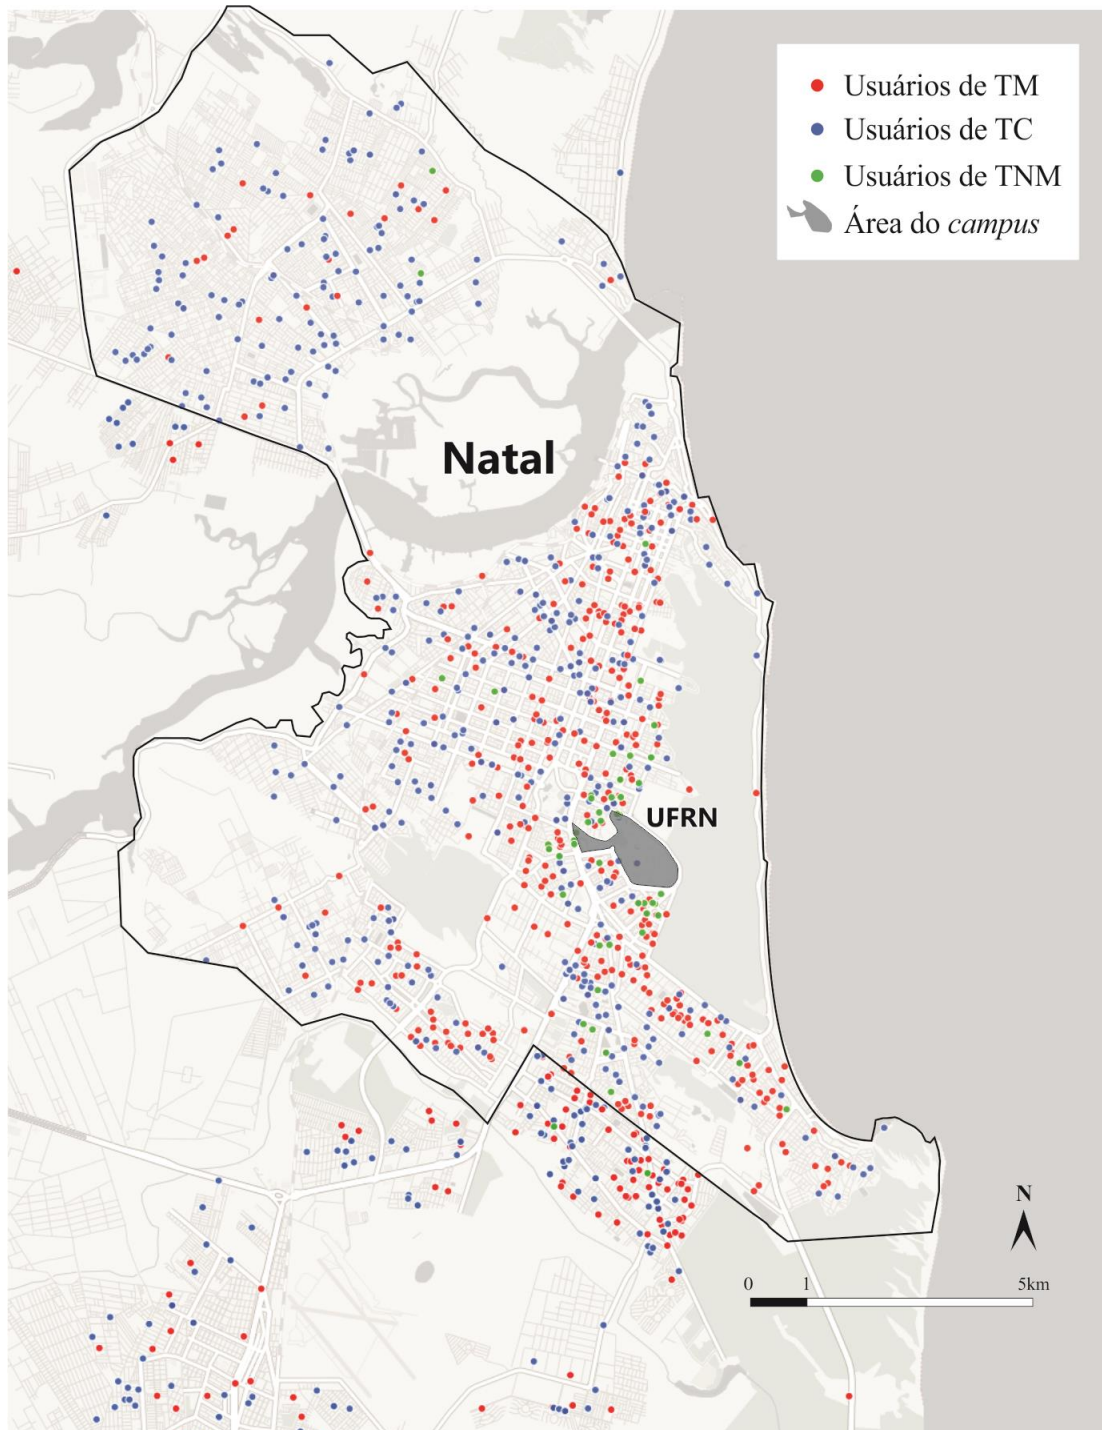 Usuários de TM
Usuários de TC
Usuários de TNM
Área do campus
Natal
UFRN
N
0 1 5km